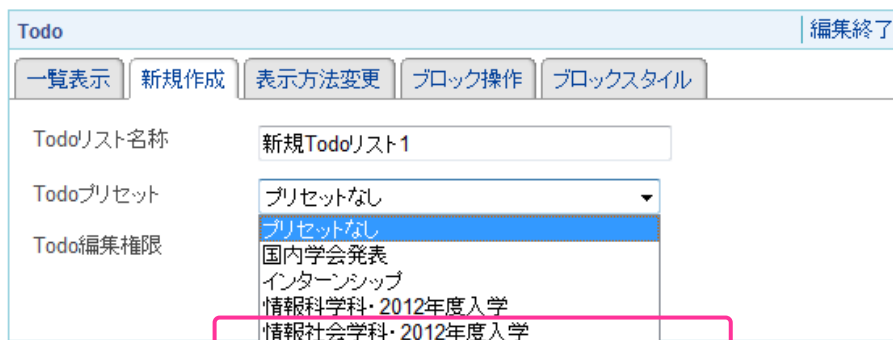 Todo 編集終了
一覧表示 新規作成 表示方法変更 ブロック操作 ブロックスタイル
Todoリスト名称 新規Todoリスト1
Todoプリセット プリセットなし
プリセットなし
Todo編集権限
国内学会発表
インターンシップ
情報科学科・2012年度入学
情報社会学科・2012年度入学